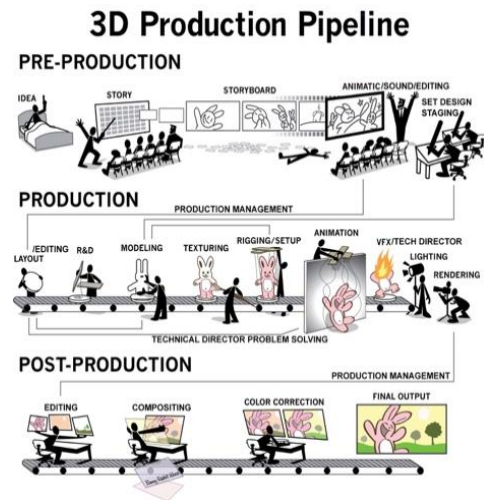 3D Production Pipeline
PRE-PRODUCTION
IDEA
STORY
STORYBOARD
ANIMATIC/SOUND/EDITING
SET DESIGN
STAGING
PRODUCTION
PRODUCTION MANAGEMENT
/EDITING
LAYOUT
R&D
MODELING
TEXTURING
RIGGING/SETUP
ANIMATION
VFX/TECH DIRECTOR
LIGHTING
RENDERING
TECHNICAL DIRECTOR PROBLEM SOLVING
POST-PRODUCTION
PRODUCTION MANAGEMENT
EDITING
COMPOSITING
COLOR CORRECTION
FINAL OUTPUT